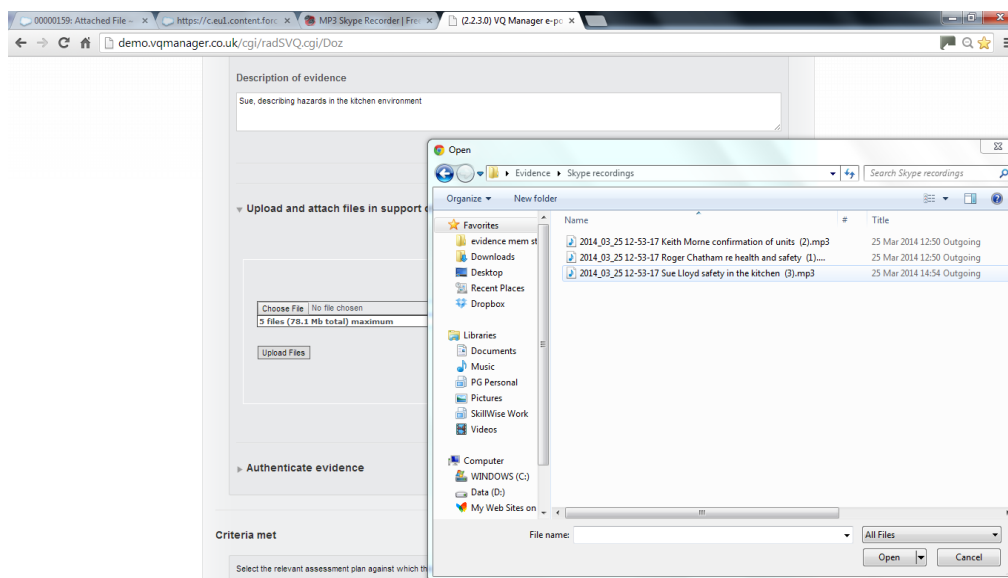 00000159: Attached File –
https://c.eu1.content.forc
MP3 Skype Recorder | Fre
(2.2.3.0) VQ Manager e-po
demo.vqmanager.co.uk/cgi/radSVQ.cgi/Doz
Description of evidence
Sue, describing hazards in the kitchen environment
Upload and attach files in support
Choose File No file chosen
5 files (78.1 Mb total) maximum
Upload Files
Authenticate evidence
Criteria met
Select the relevant assessment plan against which th
Open
Evidence Skype recordings
Search Skype recordings
Organize New folder
Favorites
evidence mem st
Downloads
Desktop
Recent Places
Dropbox
Libraries
Documents
Music
PG Personal
Pictures
SkillWise Work
Videos
Computer
WINDOWS (C:)
Data (D:)
My Web Sites on
Name # Title
2014_03_25 12-53-17 Keith Morne confirmation of units (2).mp3 25 Mar 2014 12:50 Outgoing
2014_03_25 12-53-17 Roger Chatham re health and safety (1).... 25 Mar 2014 12:50 Outgoing
2014_03_25 12-53-17 Sue Lloyd safety in the kitchen (3).mp3 25 Mar 2014 14:54 Outgoing
File name: All Files
Open Cancel